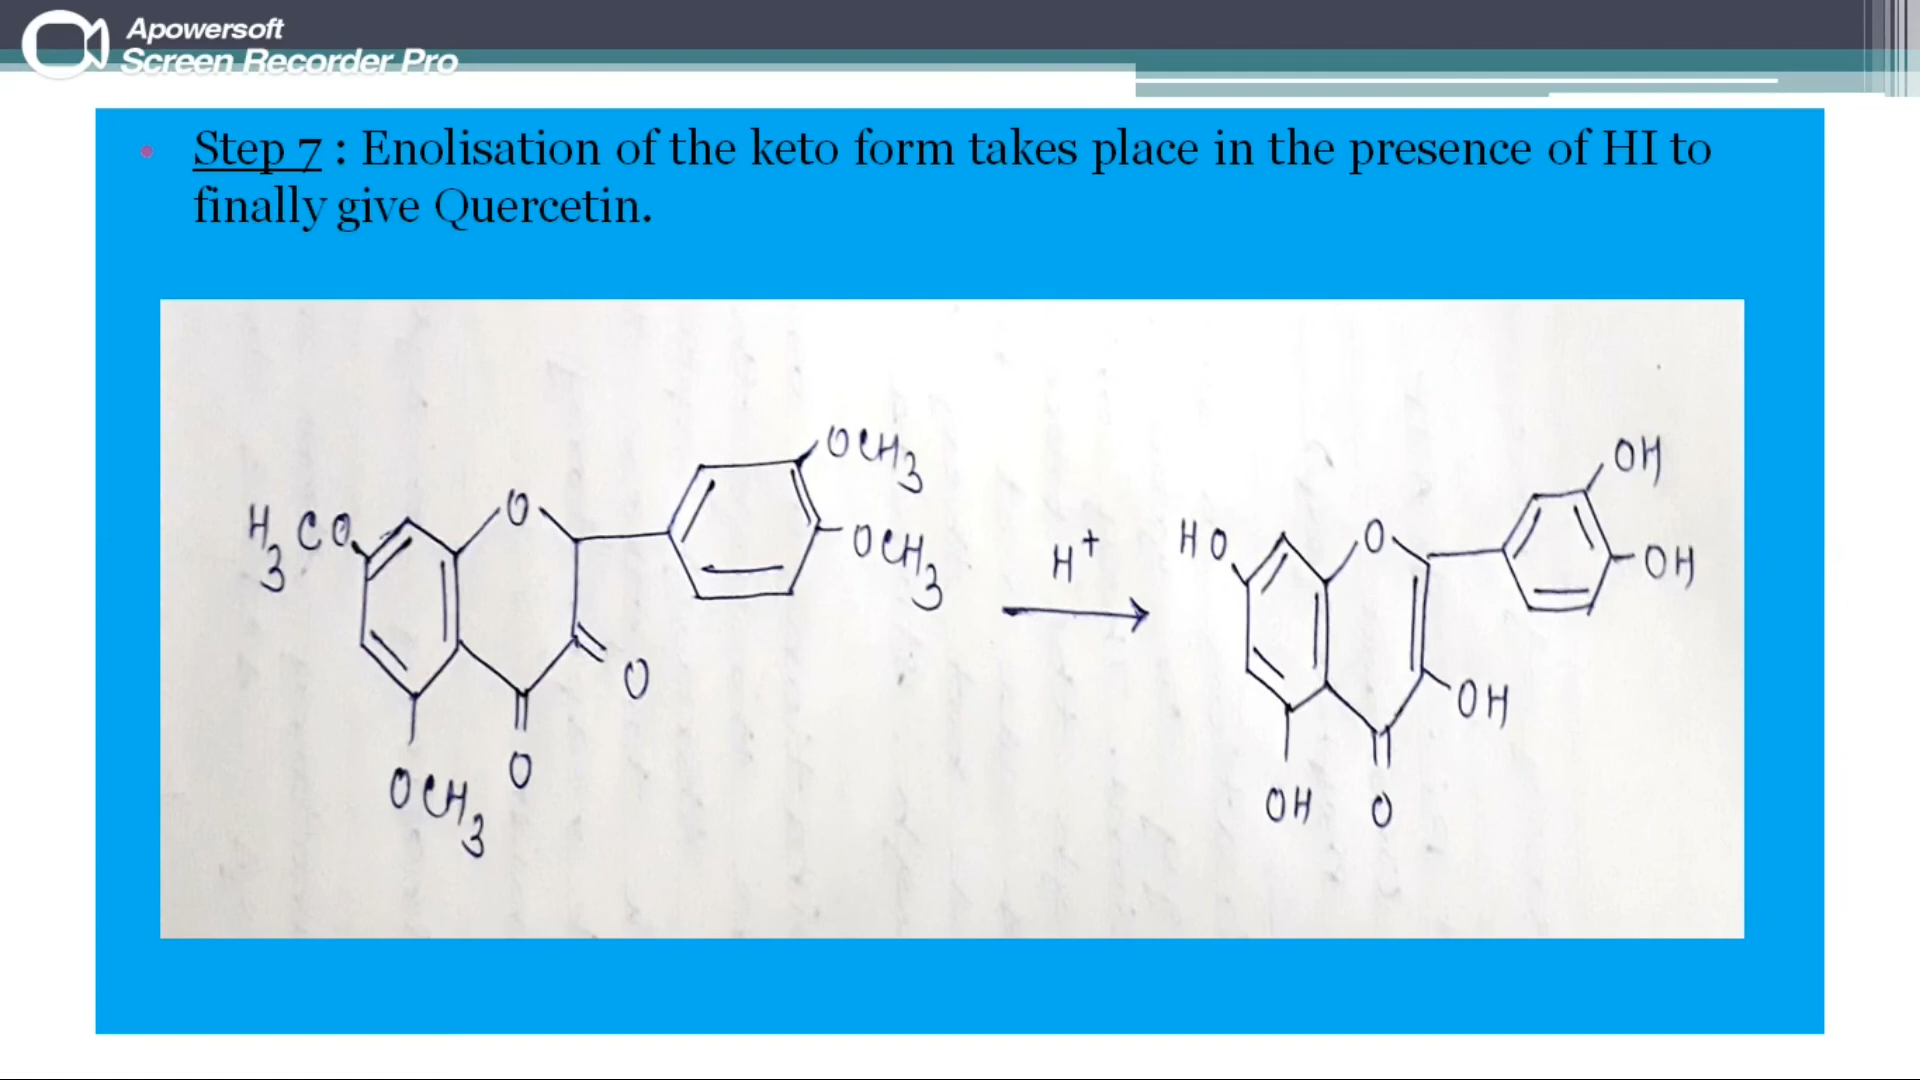 Apowersoft
Screen Recorder Pro
Step 7 : Enolisation of the keto form takes place in the presence of HI to
finally give Quercetin.
OCH3
H3CO
O
OCH3
O
O
OCH3
H+
OH
HO
O
OH
OH
OH
O